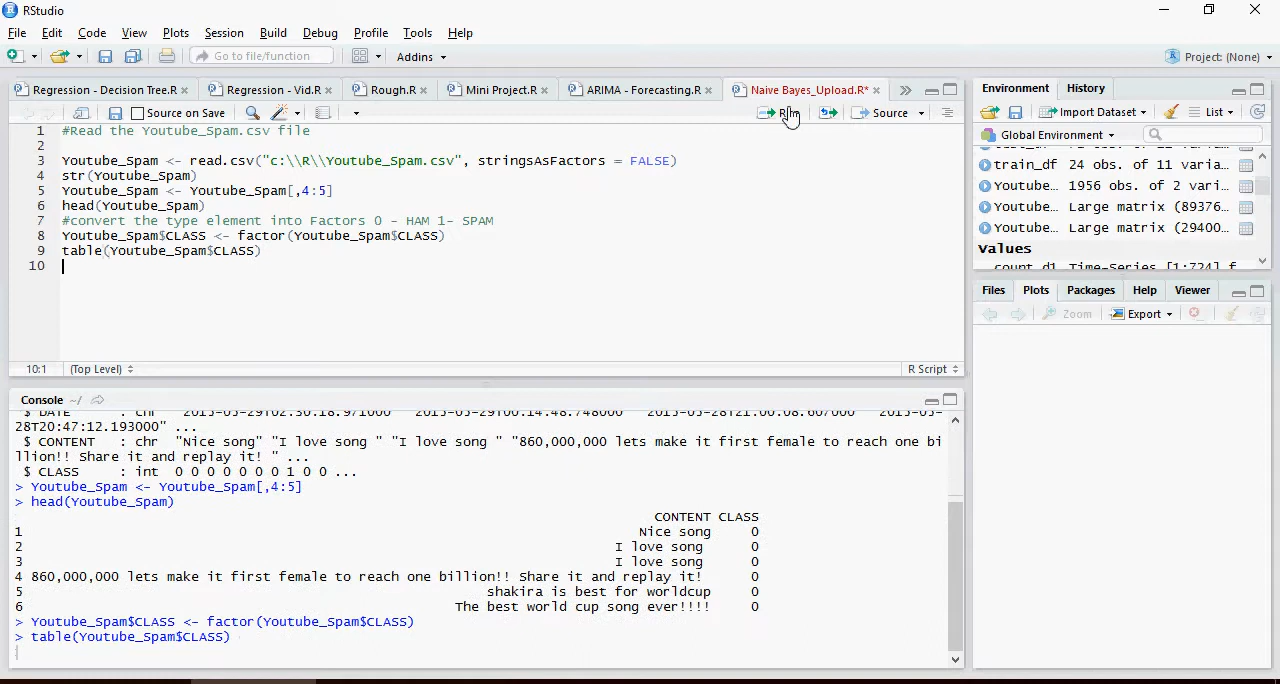 RStudio
File Edit Code View Plots Session Build Debug Profile Tools Help
Go to file/function Addins Project: (None)
Regression - Decision Tree.R Regression - Vid.R Rough.R Mini Project.R ARIMA - Forecasting.R Naive Bayes_Upload.R*
Source on Save Run Source
1 #Read the Youtube_Spam.csv file
2
3 Youtube_Spam <- read.csv("c:\\R\\Youtube_Spam.csv", stringsAsFactors = FALSE)
4 str(Youtube_Spam)
5 Youtube_Spam <- Youtube_Spam[,4:5]
6 head(Youtube_Spam)
7 #convert the type element into Factors 0 - HAM 1- SPAM
8 Youtube_Spam$CLASS <- factor(Youtube_Spam$CLASS)
9 table(Youtube_Spam$CLASS)
10
10:1 (Top Level) R Script
Console ~/
$ DATE : chr
28T20:47:12.193000" ...
$ CONTENT : chr "Nice song" "I love song " "I love song " "860,000,000 lets make it first female to reach one bi
llion!! Share it and replay it! " ...
$ CLASS : int 0 0 0 0 0 0 0 1 0 0 ...
> Youtube_Spam <- Youtube_Spam[,4:5]
> head(Youtube_Spam)
CONTENT CLASS
1 Nice song 0
2 I love song 0
3 I love song 0
4 860,000,000 lets make it first female to reach one billion!! Share it and replay it! 0
5 shakira is best for worldcup 0
6 The best world cup song ever!!!! 0
> Youtube_Spam$CLASS <- factor(Youtube_Spam$CLASS)
> table(Youtube_Spam$CLASS)
Environment History
Import Dataset List
Global Environment
train_df 24 obs. of 11 varia...
Youtube... 1956 obs. of 2 vari...
Youtube... Large matrix (89376...
Youtube... Large matrix (29400...
Values
count_d1 Time-Series [1:724] f
Files Plots Packages Help Viewer
Zoom Export